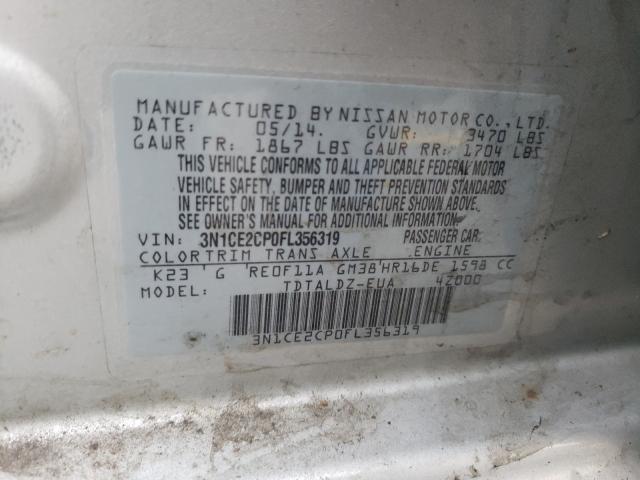 MANUFACTURED BY NISSAN MOTOR CO., LTD.
DATE: 05/14. GVWR: 3470 LBS
GAWR FR: 1867 LBS GAWR RR: 1704 LBS
THIS VEHICLE CONFORMS TO ALL APPLICABLE FEDERAL MOTOR
VEHICLE SAFETY, BUMPER AND THEFT PREVENTION STANDARDS
IN EFFECT ON THE DATE OF MANUFACTURE SHOWN ABOVE.
SEE OWNER'S MANUAL FOR ADDITIONAL INFORMATION
VIN: 3N1CE2CP0FL356319 PASSENGER CAR.
COLOR TRIM TRANS AXLE ENGINE
K23 G RE0F11A GM38 HR16DE 1598 CC
MODEL: TDTALDZ-EUA 4Z000
3N1CE2CP0FL356319